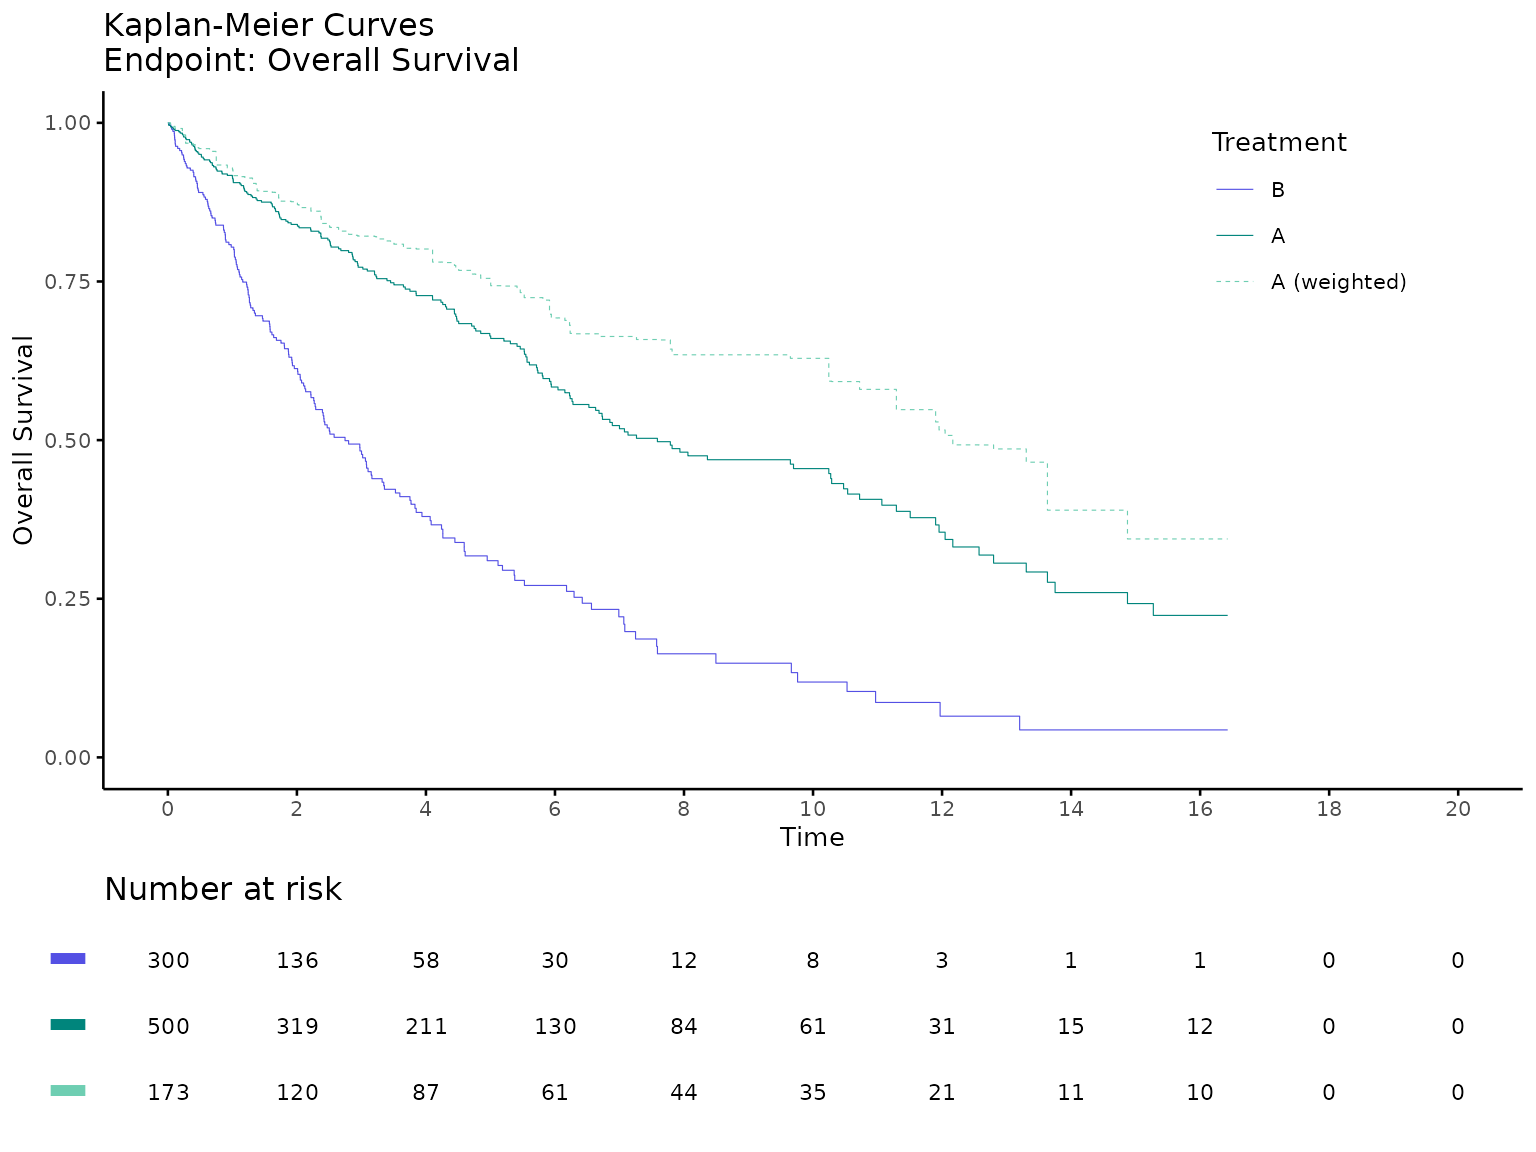 Kaplan-Meier Curves
Endpoint: Overall Survival
Overall Survival
1.00
0.75
0.50
0.25
0.00
Treatment
B
A
A (weighted)
0 2 4 6 8 10 12 14 16 18 20
Time
Number at risk
300 136 58 30 12 8 3 1 1 0 0
500 319 211 130 84 61 31 15 12 0 0
173 120 87 61 44 35 21 11 10 0 0